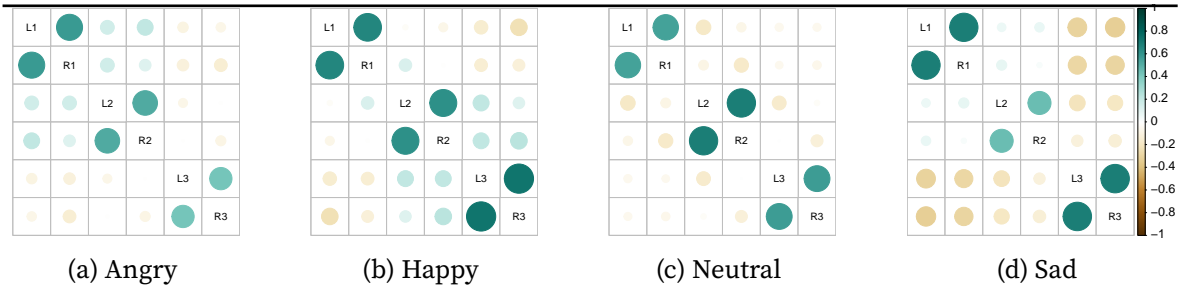 L1
R1
L2
R2
L3
R3
L1
R1
L2
R2
L3
R3
L1
R1
L2
R2
L3
R3
L1
R1
L2
R2
L3
R3
1
0.8
0.6
0.4
0.2
0
−0.2
−0.4
−0.6
−0.8
−1
(a) Angry
(b) Happy
(c) Neutral
(d) Sad